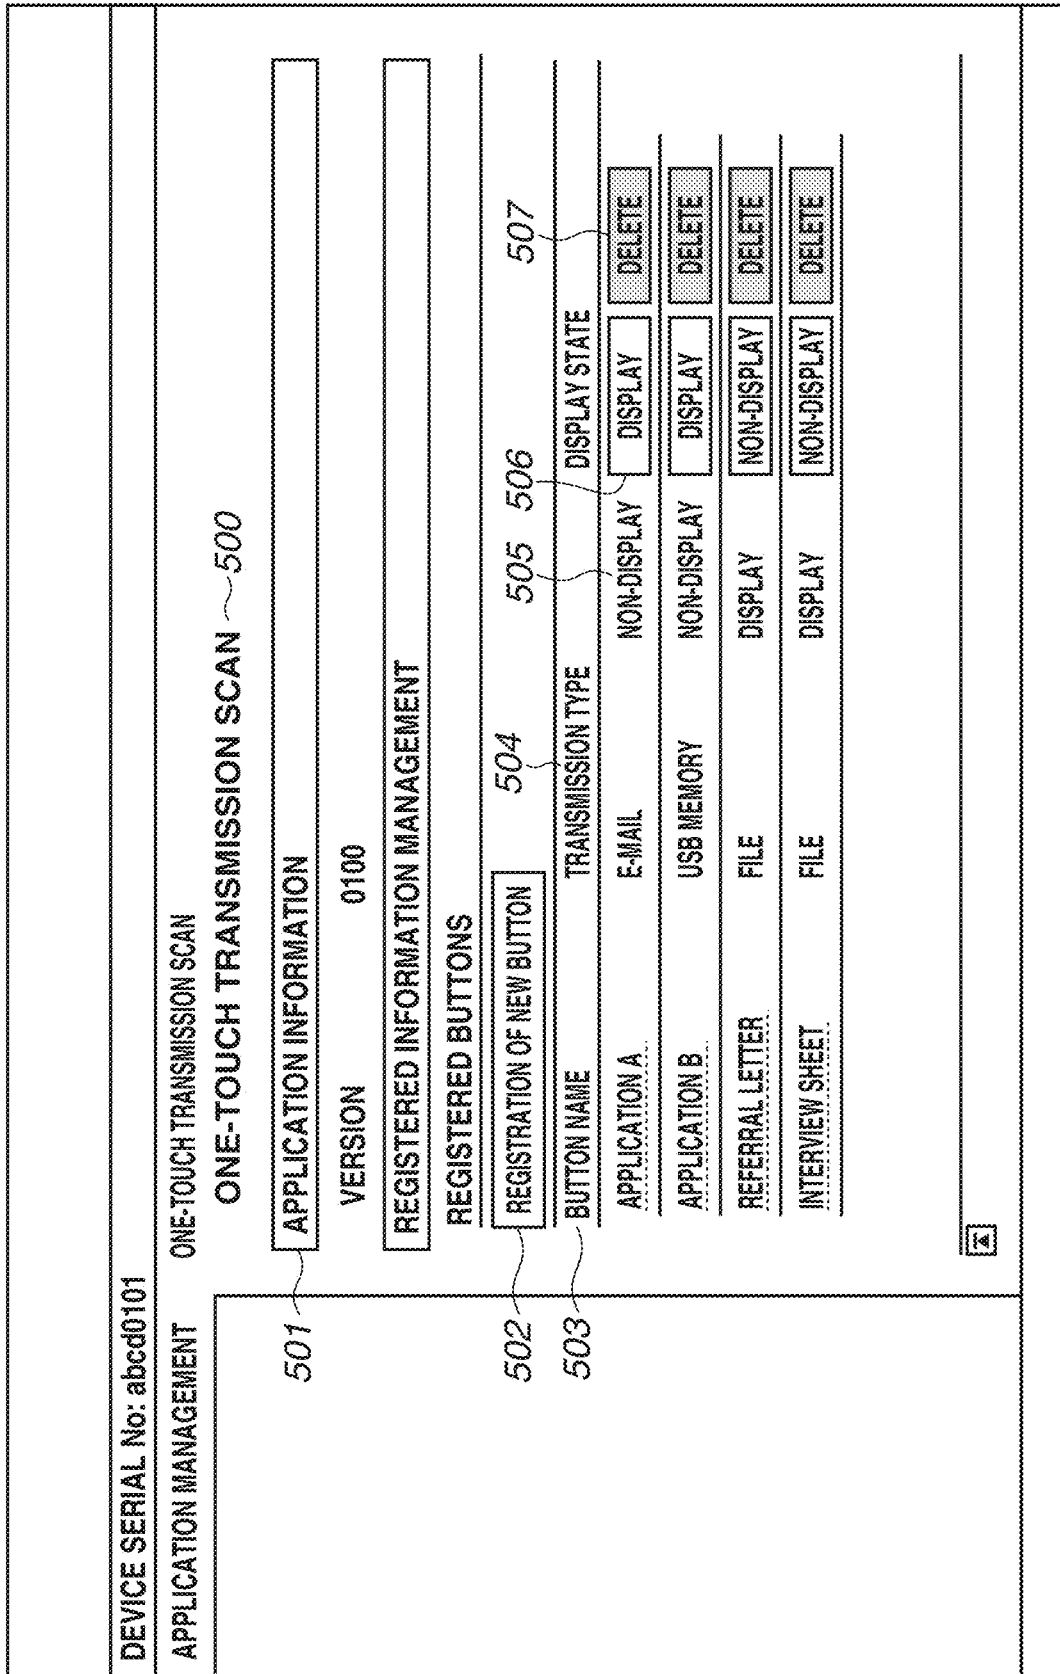 DEVICE SERIAL No: abcd0101
APPLICATION MANAGEMENT
ONE-TOUCH TRANSMISSION SCAN
ONE-TOUCH TRANSMISSION SCAN 500
501 APPLICATION INFORMATION
VERSION 0100
REGISTERED INFORMATION MANAGEMENT
REGISTERED BUTTONS
502 REGISTRATION OF NEW BUTTON 504 505 506 507
503 BUTTON NAME TRANSMISSION TYPE DISPLAY STATE
APPLICATION A E-MAIL NON-DISPLAY DISPLAY DELETE
APPLICATION B USB MEMORY NON-DISPLAY DISPLAY DELETE
REFERRAL LETTER FILE DISPLAY NON-DISPLAY DELETE
INTERVIEW SHEET FILE DISPLAY NON-DISPLAY DELETE